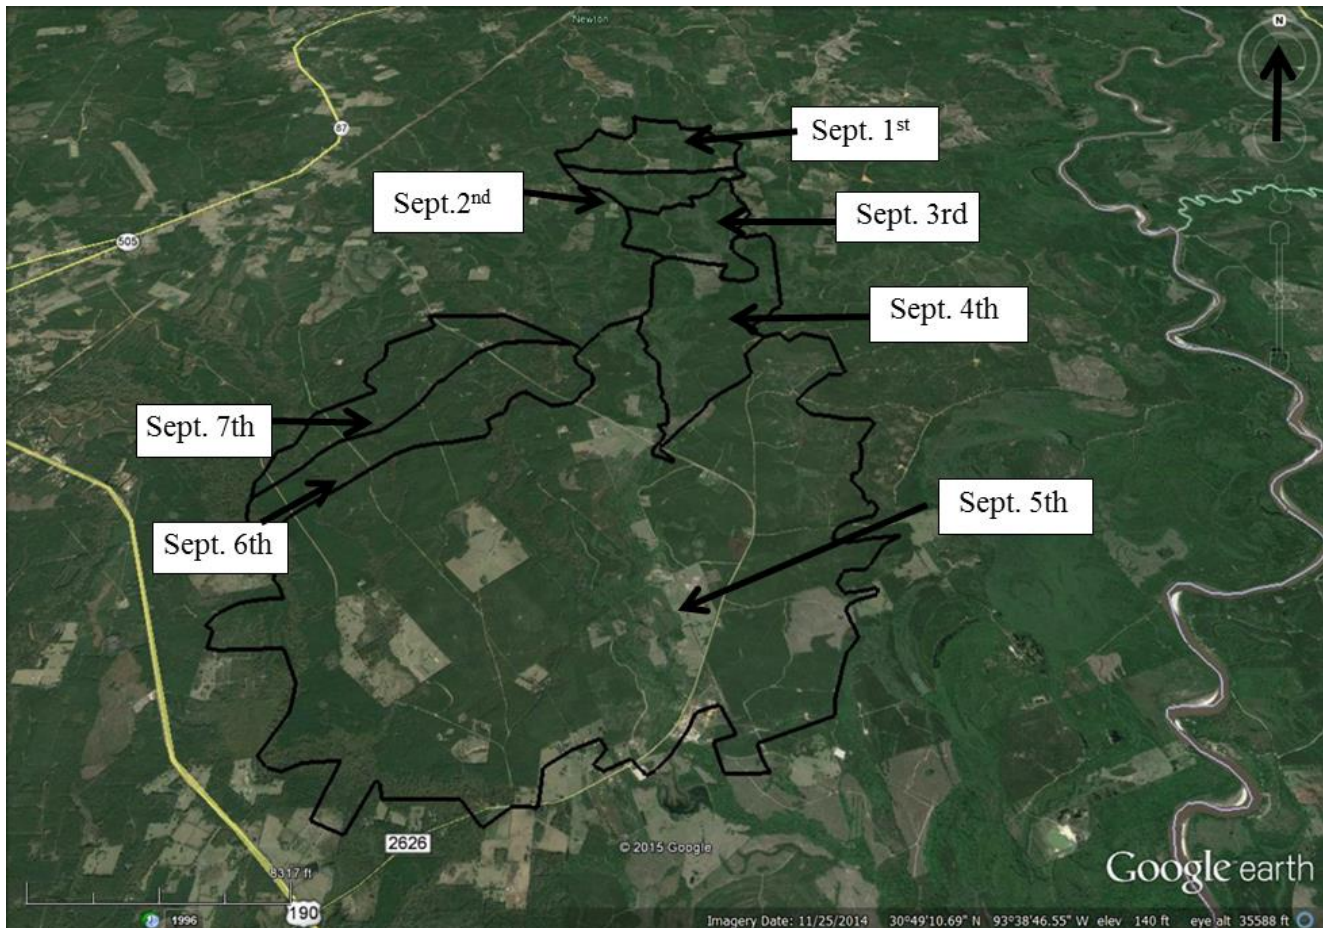 Newton
N
87
Sept. 1st
Sept.2nd
Sept. 3rd
505
Sept. 4th
Sept. 7th
Sept. 5th
Sept. 6th
2626
© 2015 Google
Google earth
8317 ft
190
1996
Imagery Date: 11/25/2014 30°49'10.69" N 93°38'46.55" W elev 140 ft eye alt 35588 ft